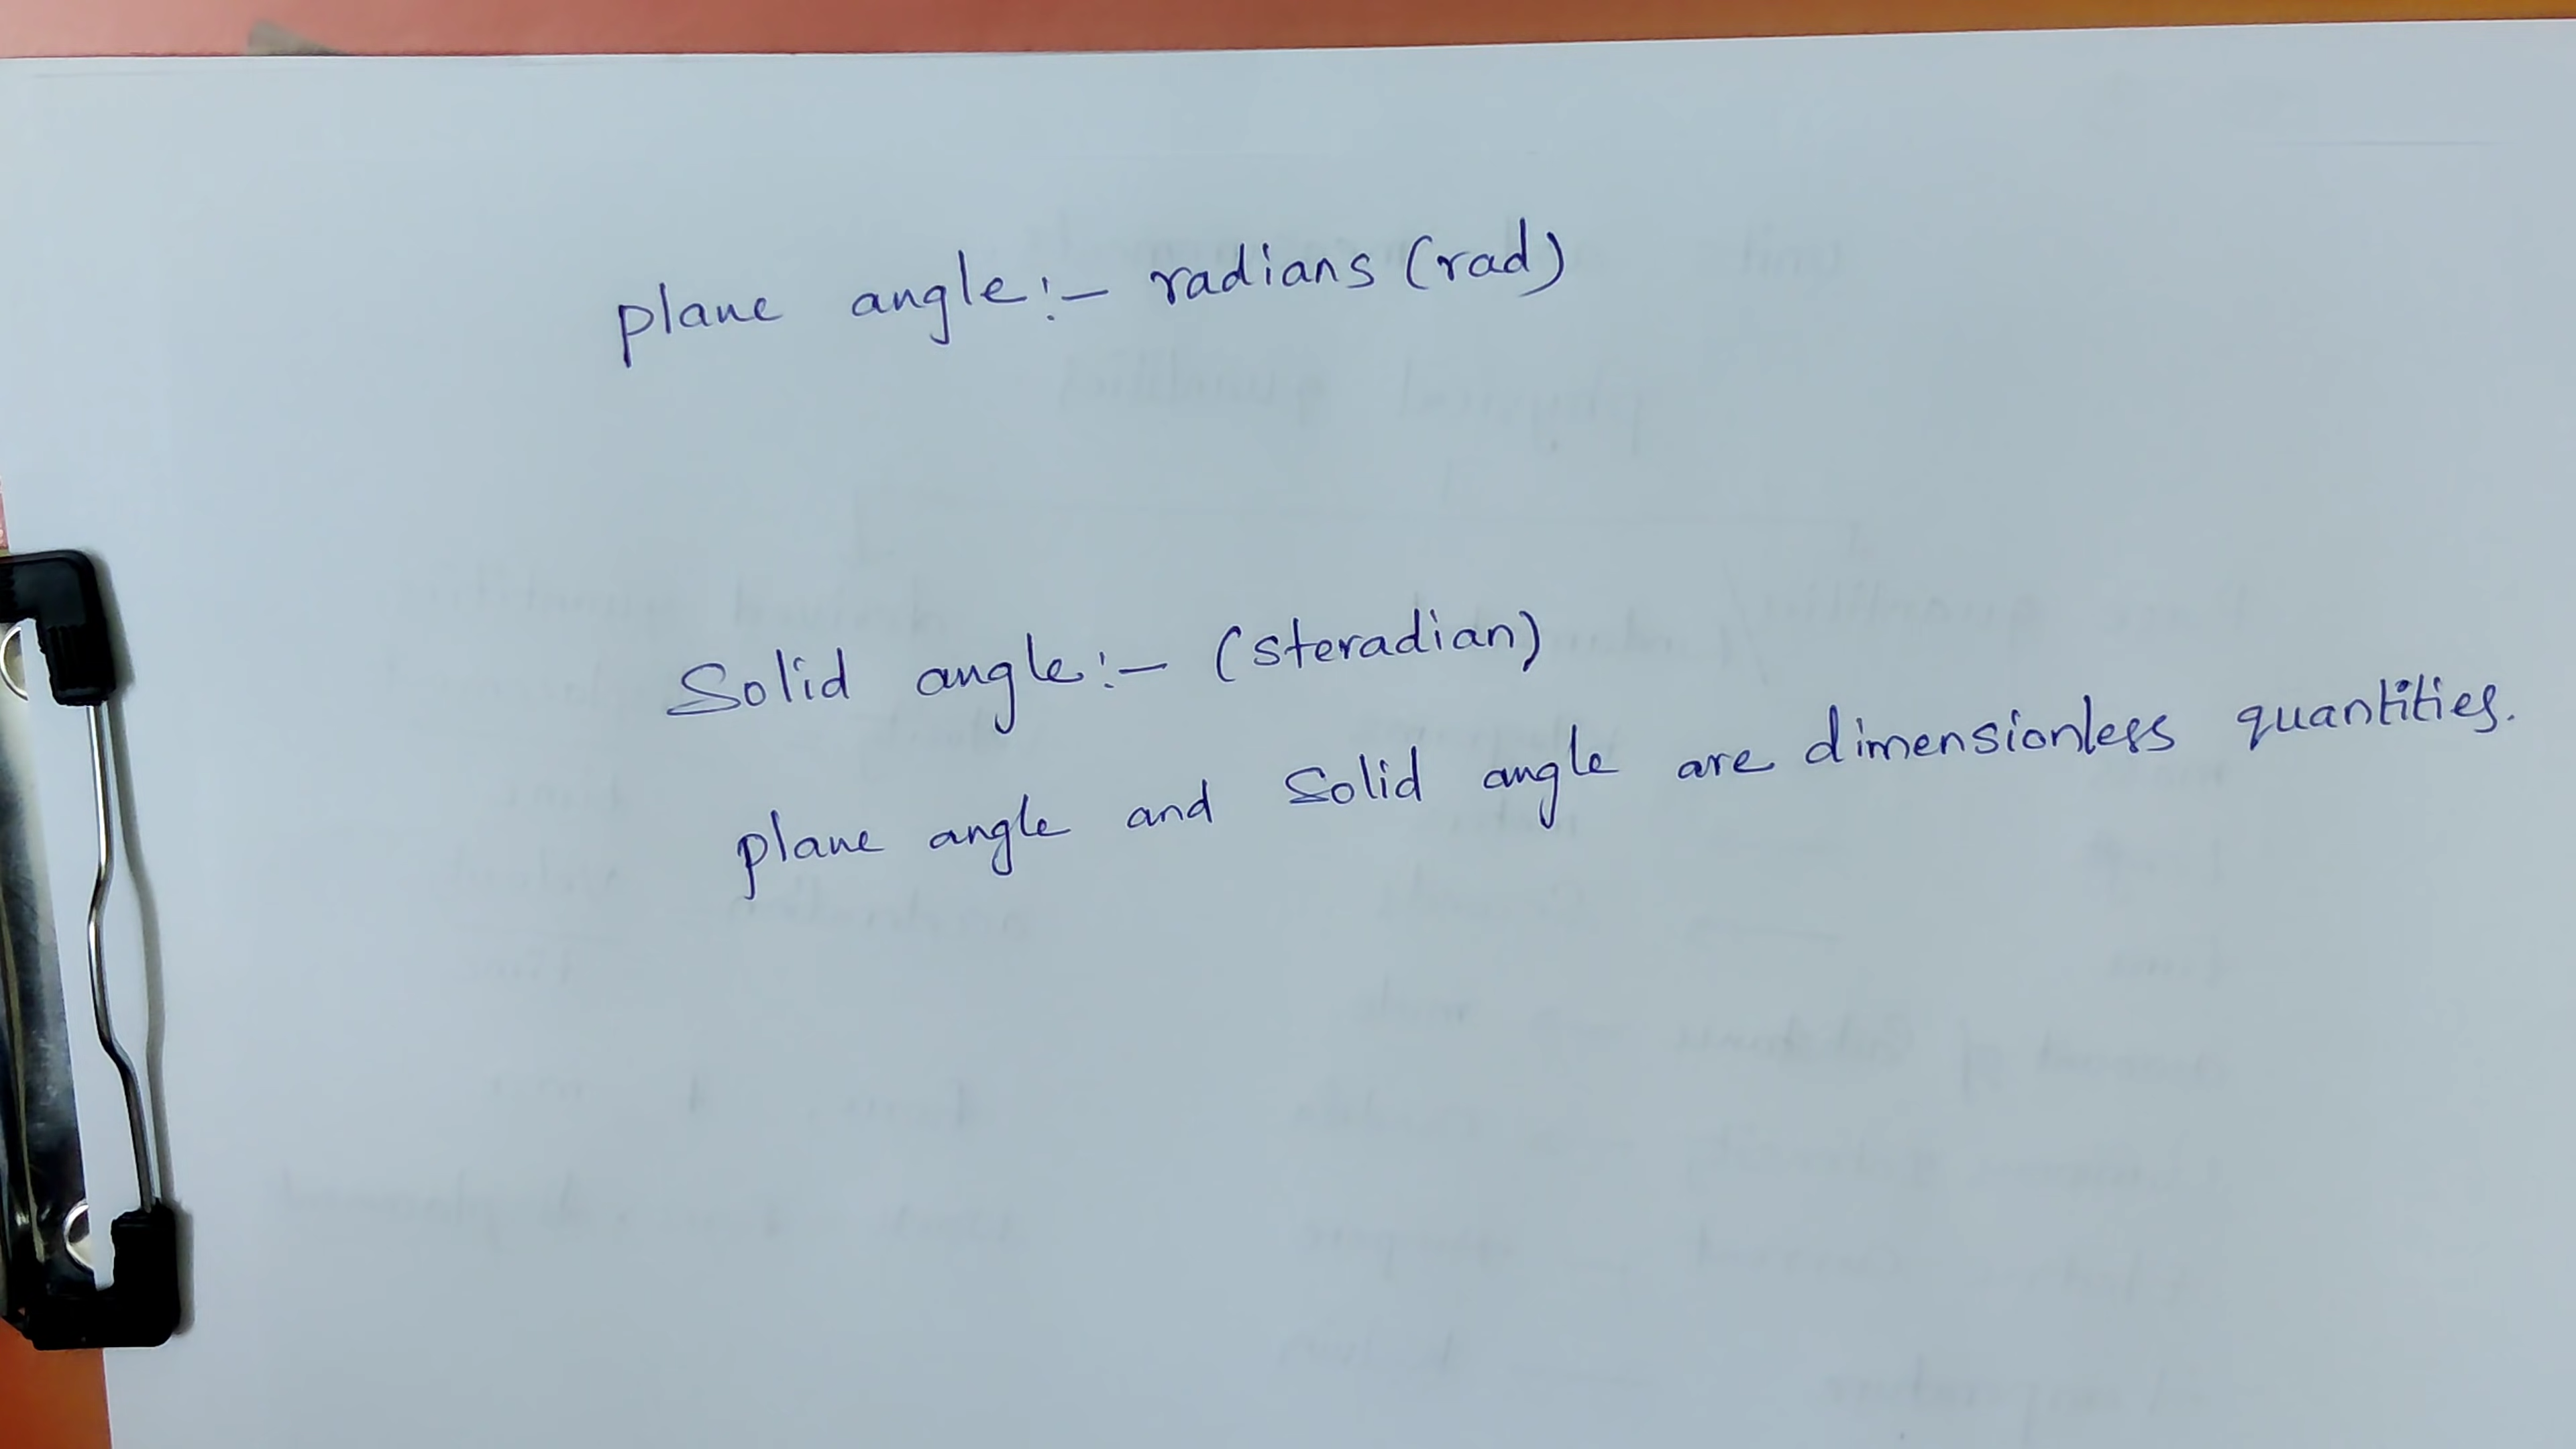 plane angle:- radians (rad)
Solid angle:- (steradian)
plane angle and Solid angle are dimensionless quantities.